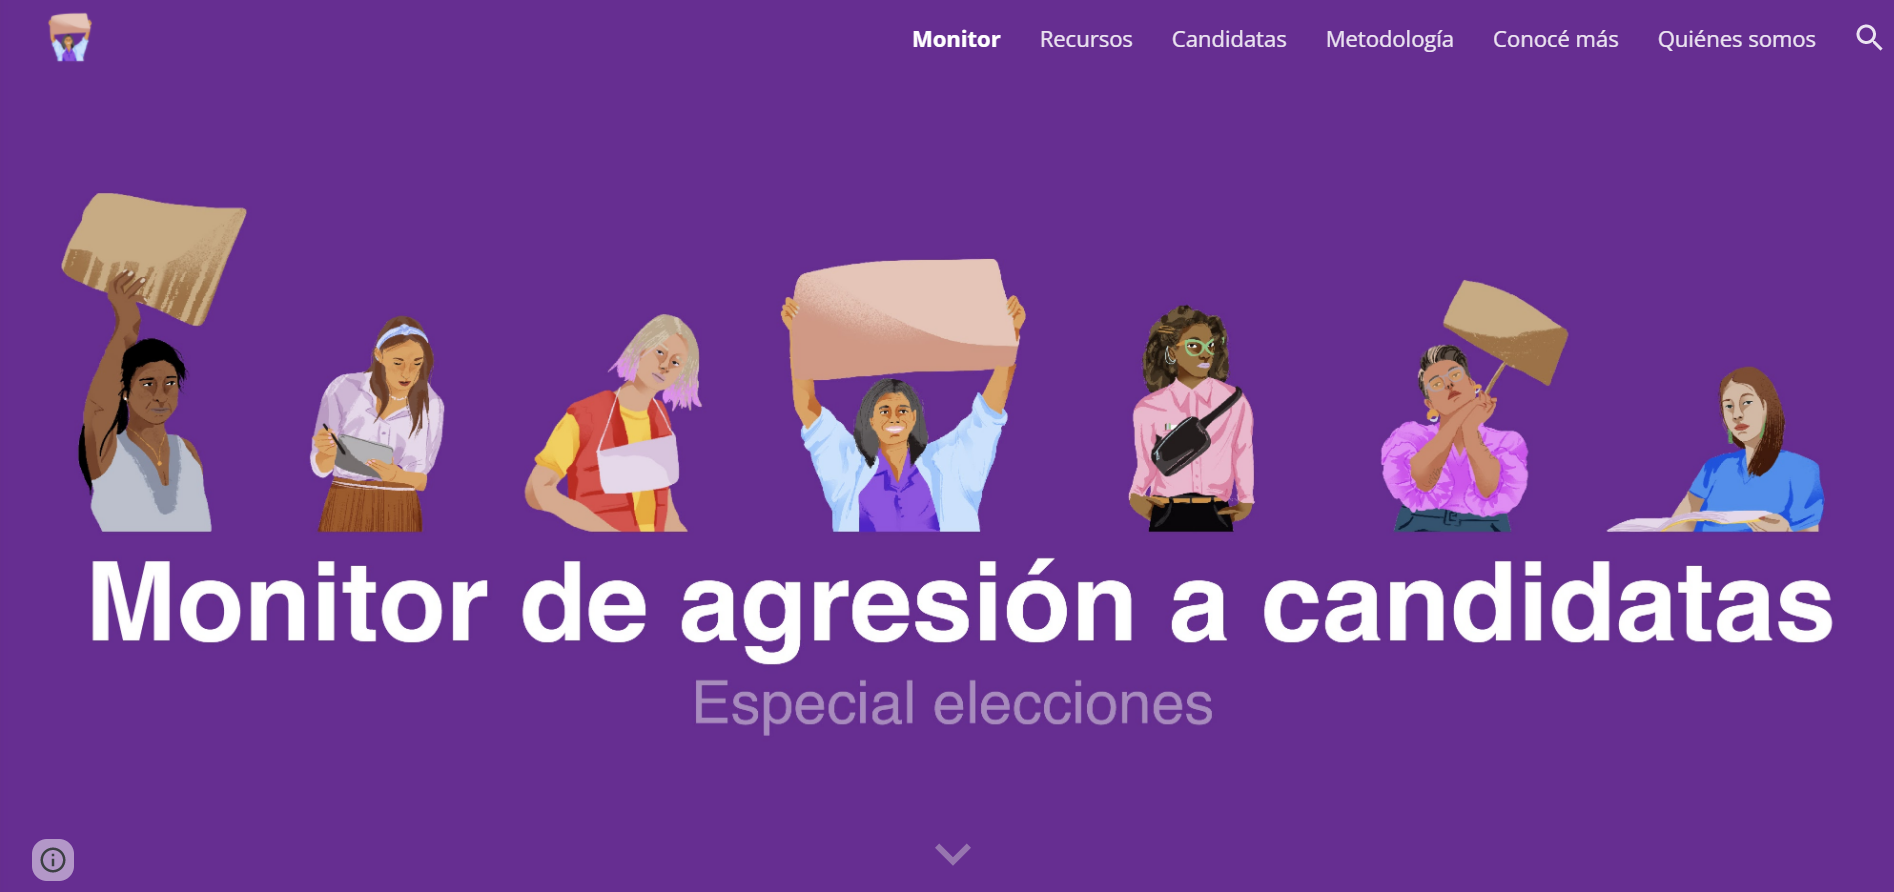 Monitor Recursos Candidatas Metodología Conocé más Quiénes somos
Monitor de agresión a candidatas
Especial elecciones